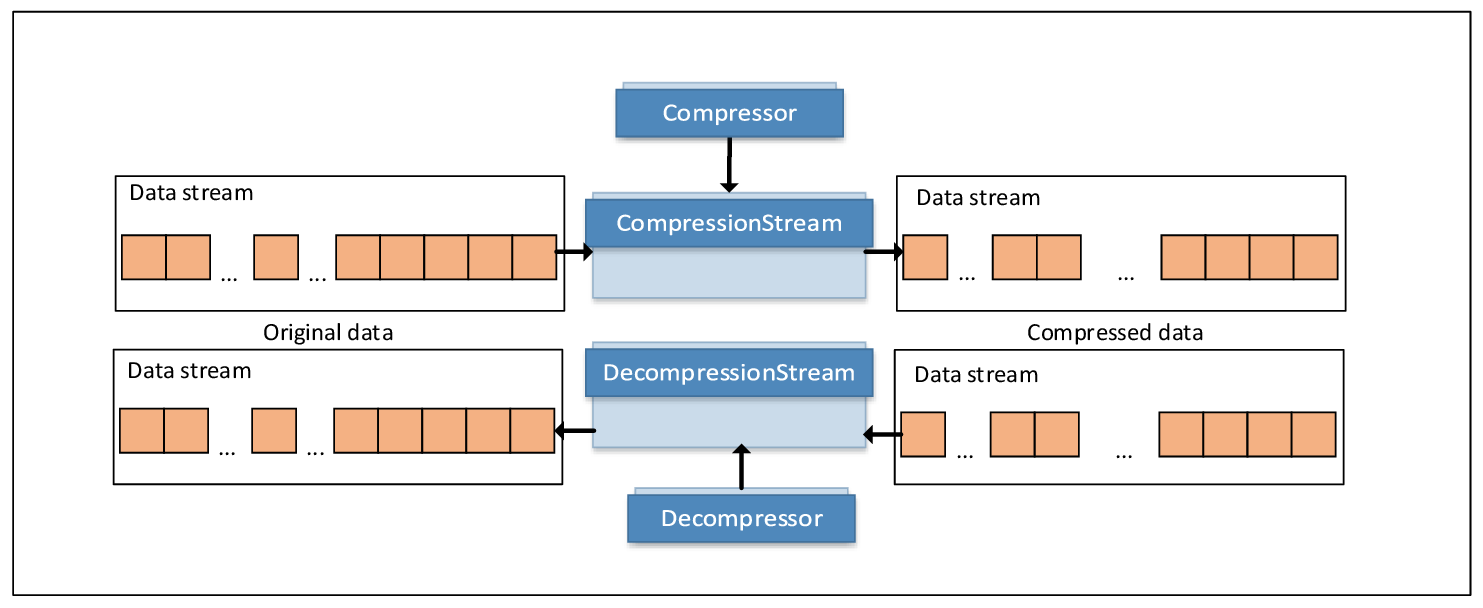 Compressor
Data stream
CompressionStream
Data stream
...
...
...
...
Original data
Compressed data
Data stream
DecompressionStream
Data stream
...
...
...
...
Decompressor